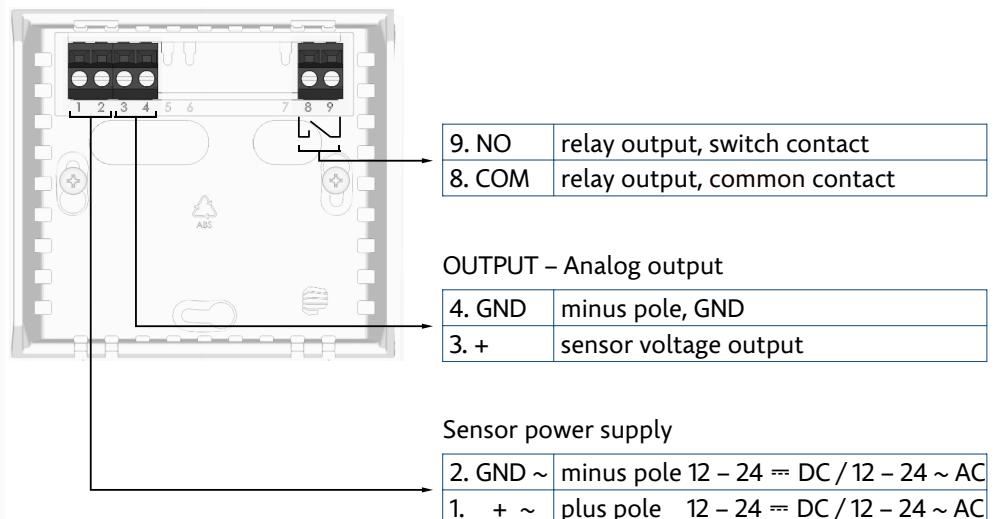 1 2 3 4 5 6 7 8 9
ABS
9. NO relay output, switch contact
8. COM relay output, common contact
OUTPUT – Analog output
4. GND minus pole, GND
3. + sensor voltage output
Sensor power supply
2. GND ~ minus pole 12 – 24 ⎓ DC / 12 – 24 ~ AC
1. + ~ plus pole 12 – 24 ⎓ DC / 12 – 24 ~ AC